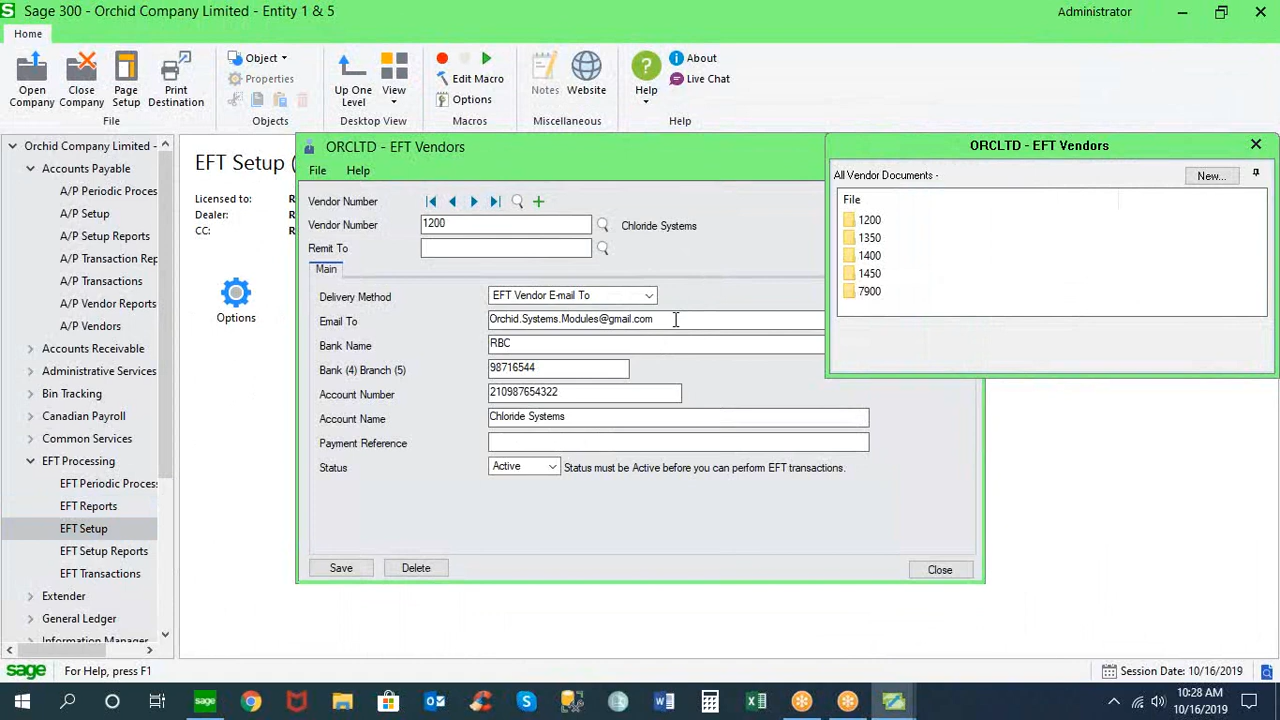 Sage 300 - Orchid Company Limited - Entity 1 & 5
Administrator
Home
Open Company
Close Company
Page Setup
Print Destination
File
Object
Properties
Objects
Up One Level
View
Desktop View
Edit Macro
Options
Macros
Notes
Website
Miscellaneous
Help
About
Live Chat
Help
Orchid Company Limited - Entity
Accounts Payable
A/P Periodic Proces
A/P Setup
A/P Setup Reports
A/P Transaction Rep
A/P Transactions
A/P Vendor Reports
A/P Vendors
Accounts Receivable
Administrative Services
Bin Tracking
Canadian Payroll
Common Services
EFT Processing
EFT Periodic Proces
EFT Reports
EFT Setup
EFT Setup Reports
EFT Transactions
Extender
General Ledger
Information Manager
EFT Setup (
Licensed to: R
Dealer: R
CC: R
Options
ORCLTD - EFT Vendors
File Help
Vendor Number
Vendor Number 1200 Chloride Systems
Remit To
Main
Delivery Method EFT Vendor E-mail To
Email To Orchid.Systems.Modules@gmail.com
Bank Name RBC
Bank (4) Branch (5) 98716544
Account Number 210987654322
Account Name Chloride Systems
Payment Reference
Status Active Status must be Active before you can perform EFT transactions.
Save Delete Close
ORCLTD - EFT Vendors
All Vendor Documents - New...
File
1200
1350
1400
1450
7900
sage For Help, press F1
Session Date: 10/16/2019
sage
10:28 AM
10/16/2019